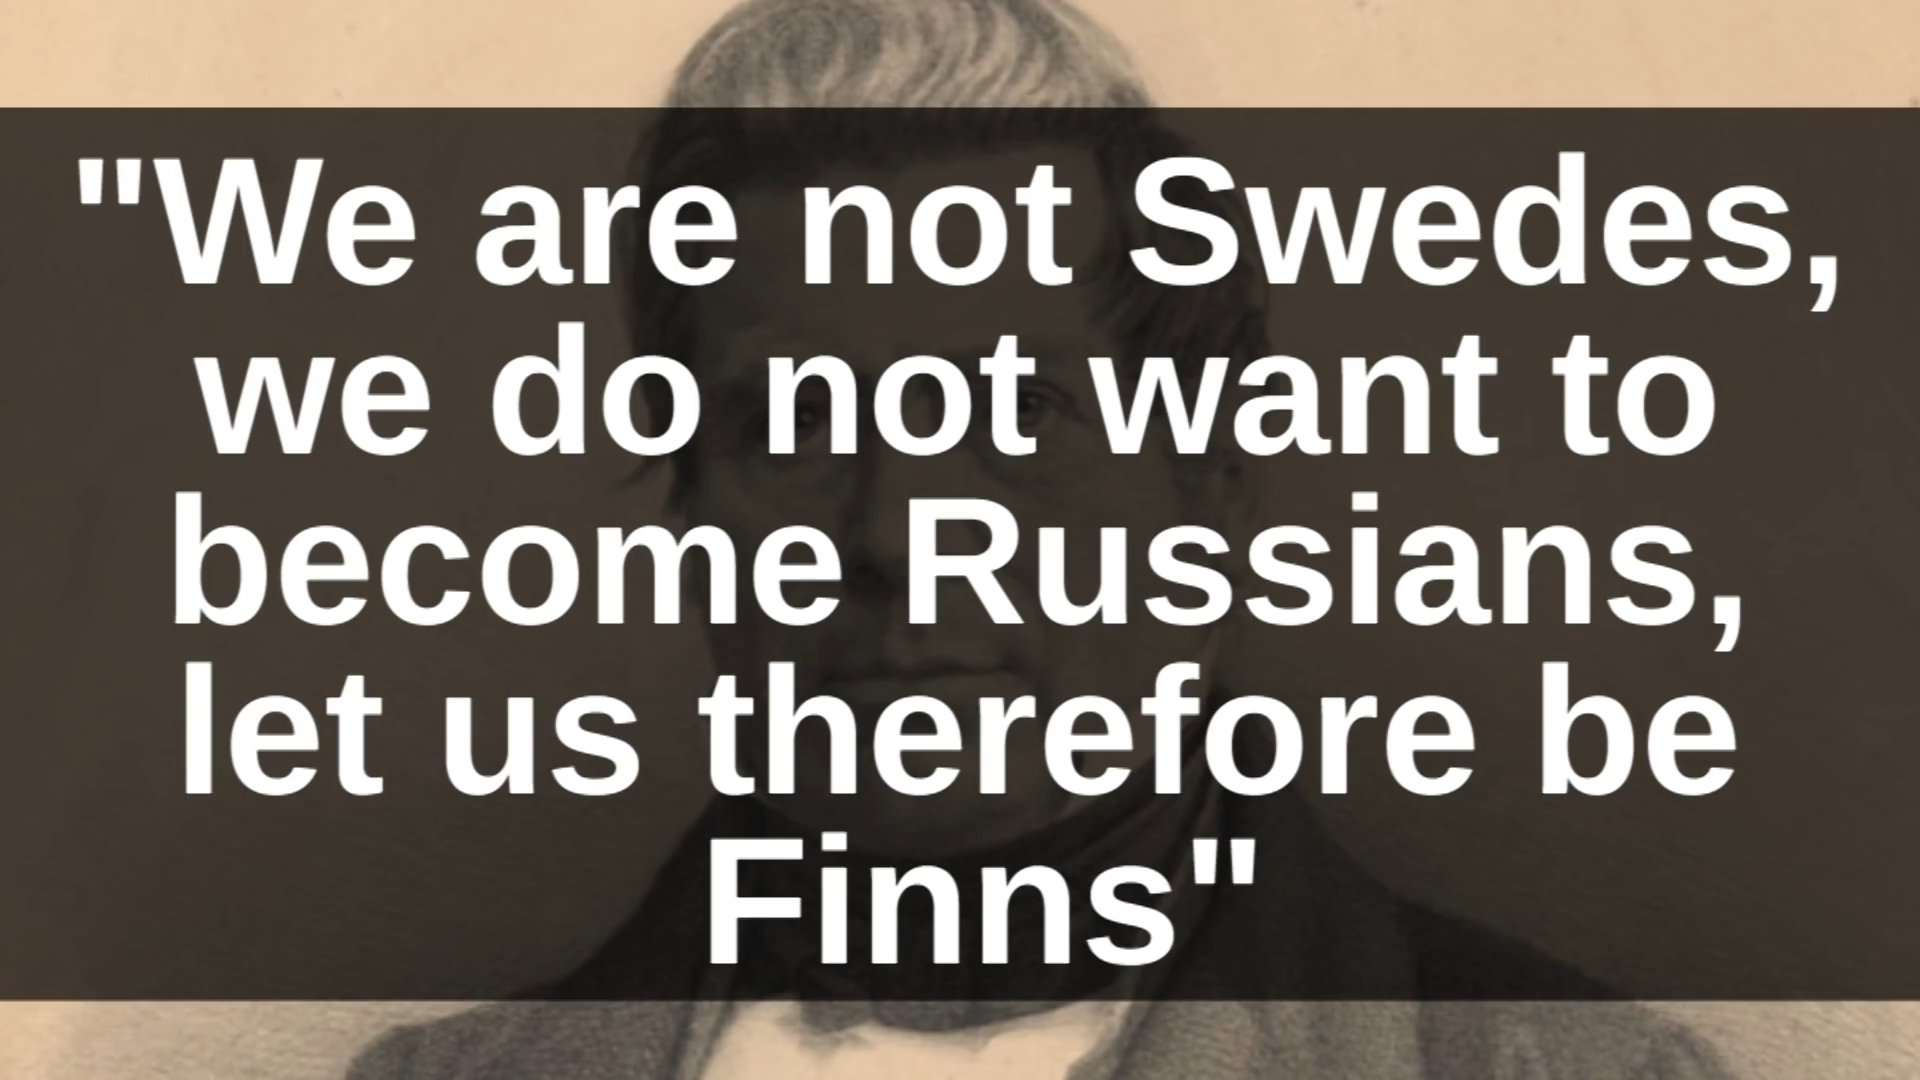 "We are not Swedes,
we do not want to
become Russians,
let us therefore be
Finns"